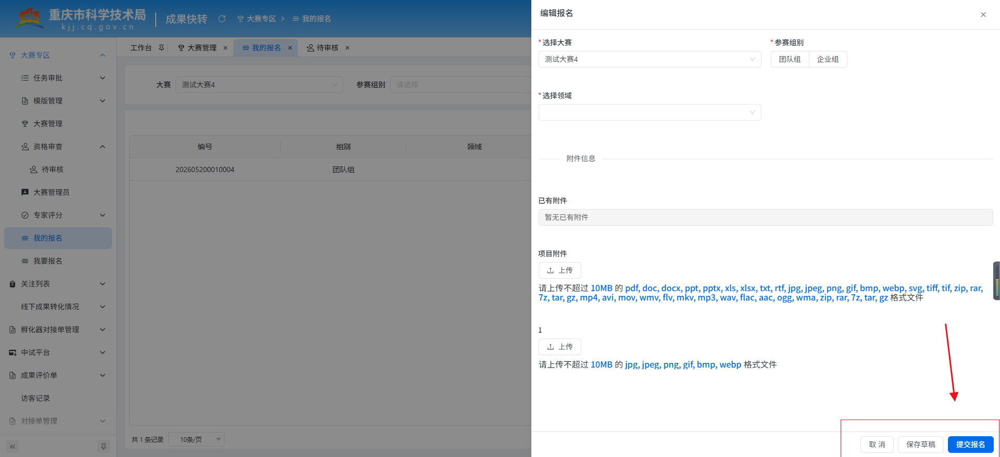 重庆市科学技术局
kjj.cq.gov.cn
成果快转
大赛专区
我的报名
大赛专区
任务审批
模版管理
大赛管理
资格审查
待审核
大赛管理员
专家评分
我的报名
我要报名
关注列表
线下成果转化情况
孵化器对接单管理
中试平台
成果评价单
访客记录
对接单管理
工作台
大赛管理
我的报名
待审核
大赛 测试大赛4
参赛组别 请选择
编号 组别 领域
202605200010004 团队组
共 1 条记录 10条/页
编辑报名
* 选择大赛
测试大赛4
* 参赛组别
团队组 企业组
* 选择领域
附件信息
已有附件
暂无已有附件
项目附件
上传
请上传不超过 10MB 的 pdf, doc, docx, ppt, pptx, xls, xlsx, txt, rtf, jpg, jpeg, png, gif, bmp, webp, svg, tiff, tif, zip, rar,
7z, tar, gz, mp4, avi, mov, wmv, flv, mkv, mp3, wav, flac, aac, ogg, wma, zip, rar, 7z, tar, gz 格式文件
1
上传
请上传不超过 10MB 的 jpg, jpeg, png, gif, bmp, webp 格式文件
取 消 保存草稿 提交报名